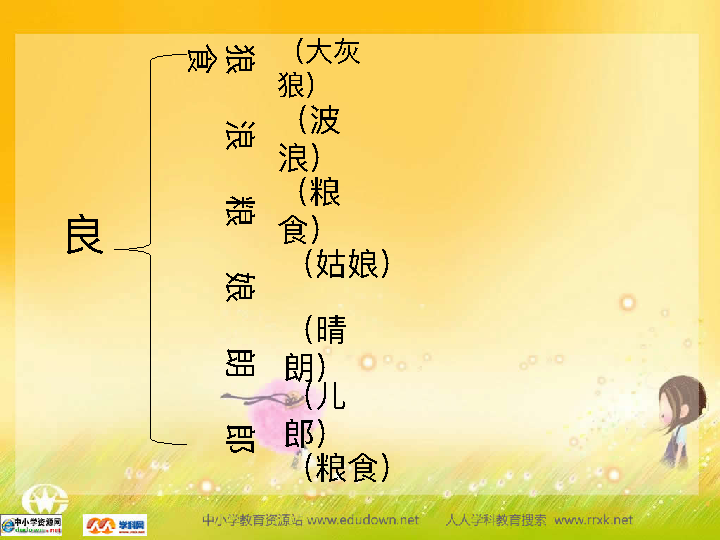 良
狼 浪 粮 娘 朗 郎
食
（大灰
狼）
（波
浪）
（粮
食）
（姑娘）
（晴
朗）
（儿
郎）
（粮食）
中小学资源网
学科网
中小学教育资源站 www.edudown.net 人人学科教育搜索 www.rrxk.net